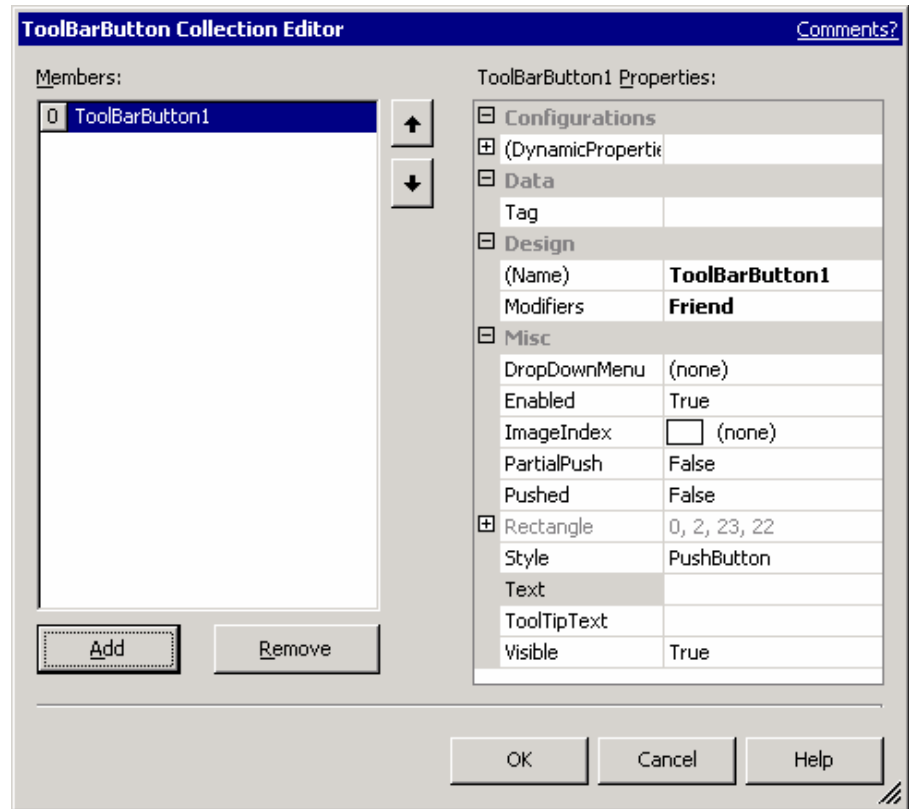 ToolBarButton Collection Editor Comments?
Members:
0 ToolBarButton1
Add Remove
ToolBarButton1 Properties:
Configurations
(DynamicPropertie
Data
Tag
Design
(Name) ToolBarButton1
Modifiers Friend
Misc
DropDownMenu (none)
Enabled True
ImageIndex (none)
PartialPush False
Pushed False
Rectangle 0, 2, 23, 22
Style PushButton
Text
ToolTipText
Visible True
OK Cancel Help